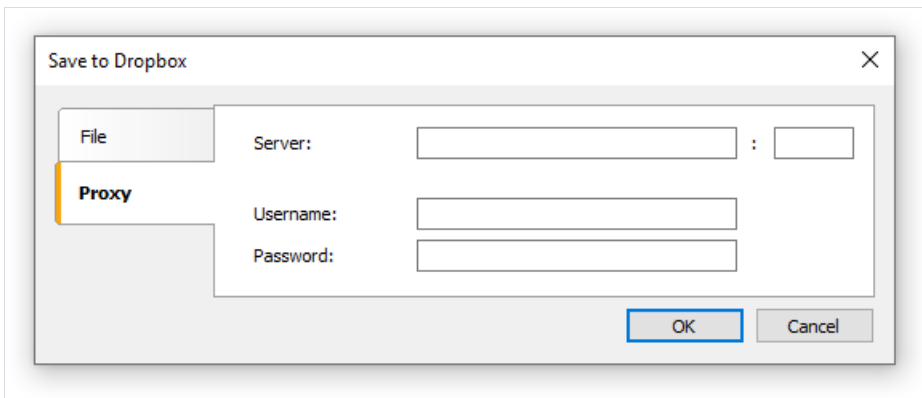 Save to Dropbox
File
Proxy
Server: :
Username:
Password:
OK Cancel